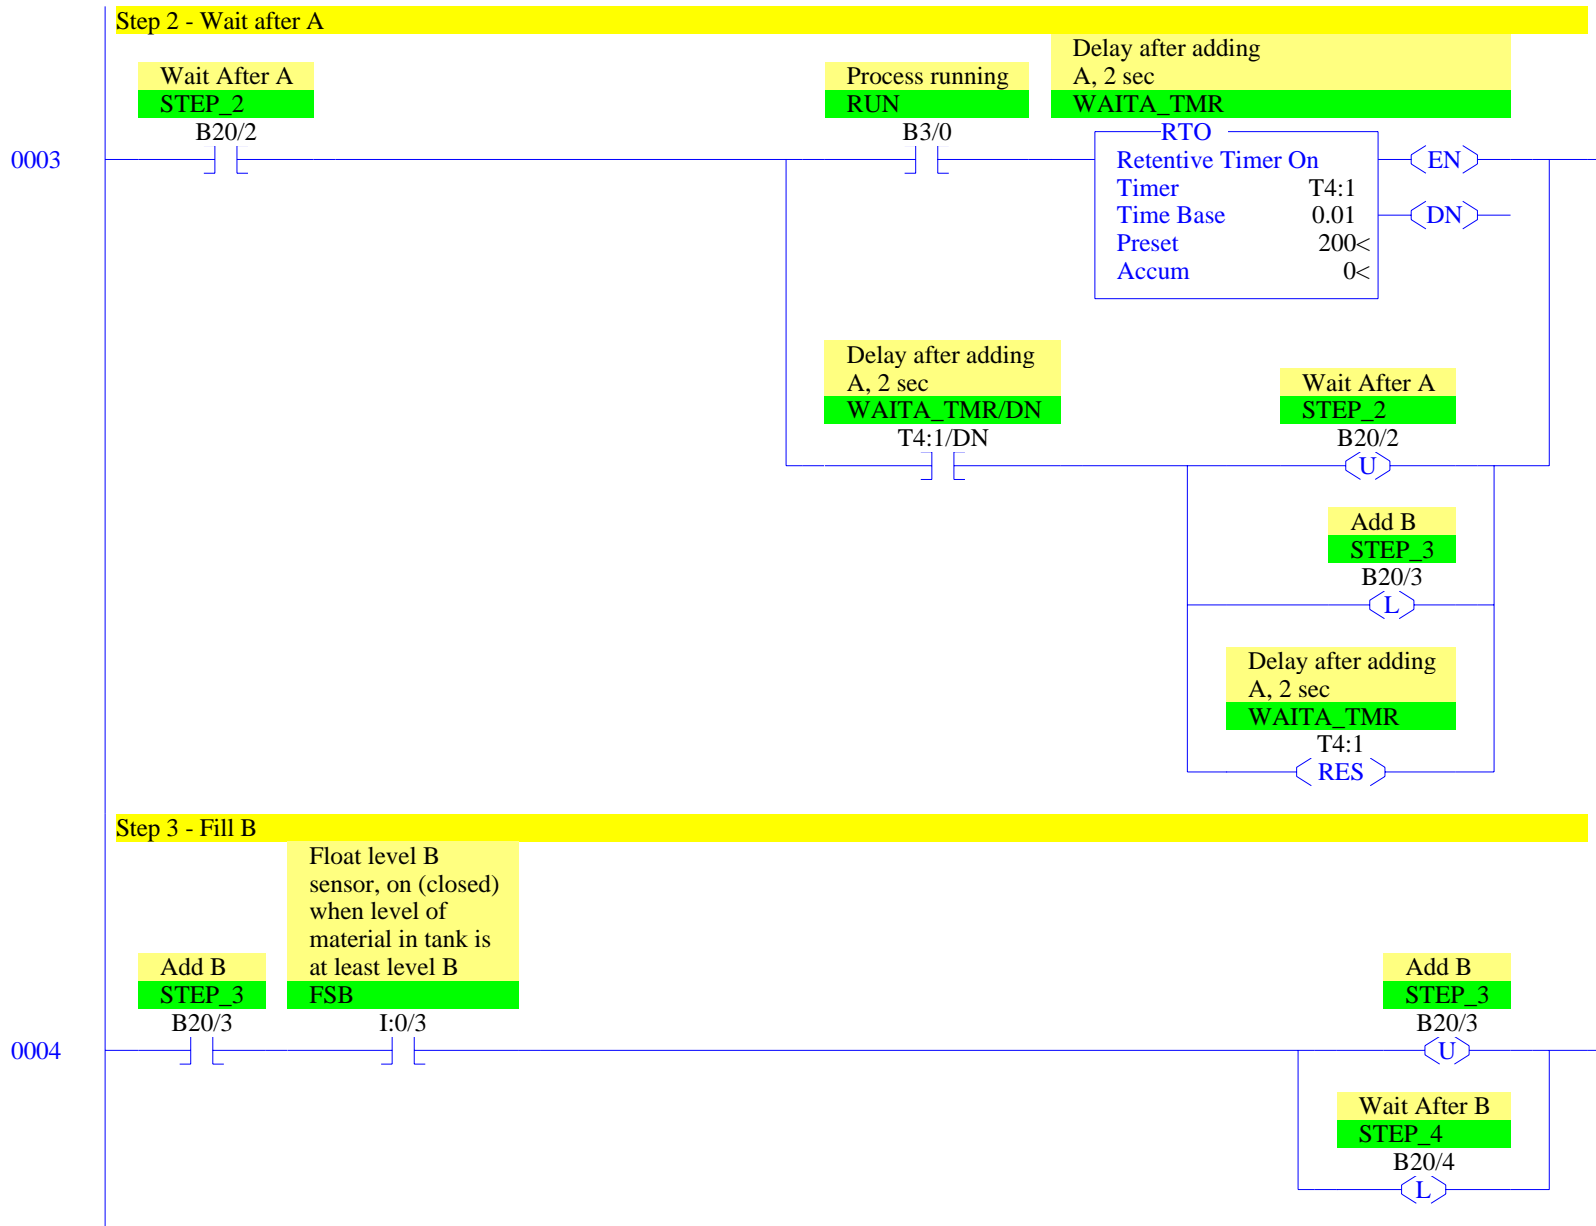 Step 2 - Wait after A
Wait After A
STEP_2
B20/2
Process running
RUN
B3/0
Delay after adding
A, 2 sec
WAITA_TMR
0003
RTO
Retentive Timer On
Timer T4:1
Time Base 0.01
Preset 200<
Accum 0<
EN
DN
Delay after adding
A, 2 sec
WAITA_TMR/DN
T4:1/DN
Wait After A
STEP_2
B20/2
U
Add B
STEP_3
B20/3
L
Delay after adding
A, 2 sec
WAITA_TMR
T4:1
RES
Step 3 - Fill B
Add B
STEP_3
B20/3
Float level B
sensor, on (closed)
when level of
material in tank is
at least level B
FSB
I:0/3
0004
Add B
STEP_3
B20/3
U
Wait After B
STEP_4
B20/4
L